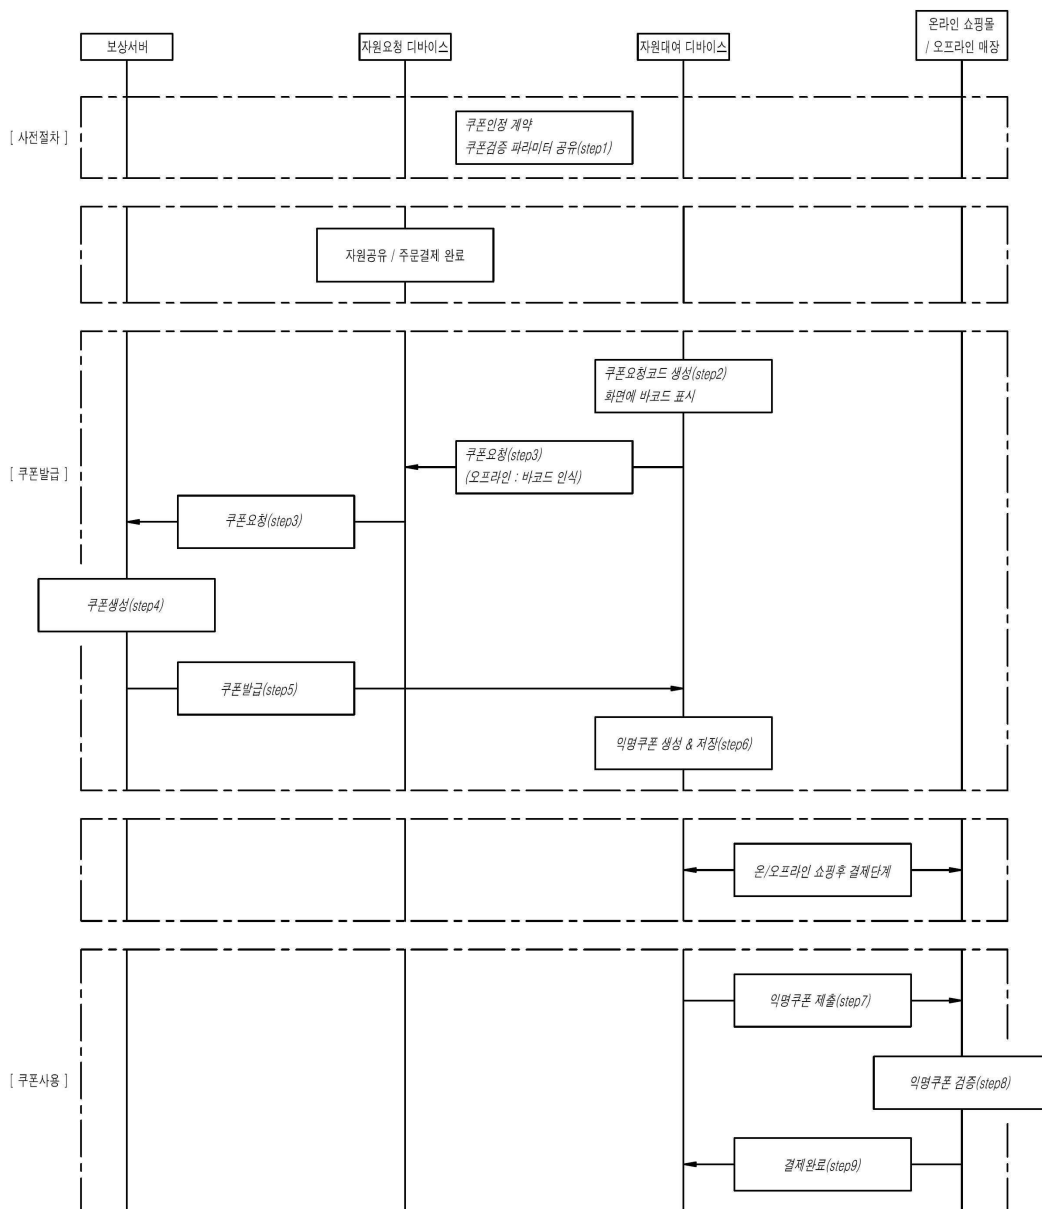 보상서버
자원요청 디바이스
자원대여 디바이스
온라인 쇼핑몰
/ 오프라인 매장
[ 사전절차 ]
쿠폰인정 계약
쿠폰검증 파라미터 공유(step1)
자원공유 / 주문결제 완료
[ 쿠폰발급 ]
쿠폰요청코드 생성(step2)
화면에 바코드 표시
쿠폰요청(step3)
(오프라인 : 바코드 인식)
쿠폰요청(step3)
쿠폰생성(step4)
쿠폰발급(step5)
익명쿠폰 생성 & 저장(step6)
온/오프라인 쇼핑후 결제단계
[ 쿠폰사용 ]
익명쿠폰 제출(step7)
익명쿠폰 검증(step8)
결제완료(step9)